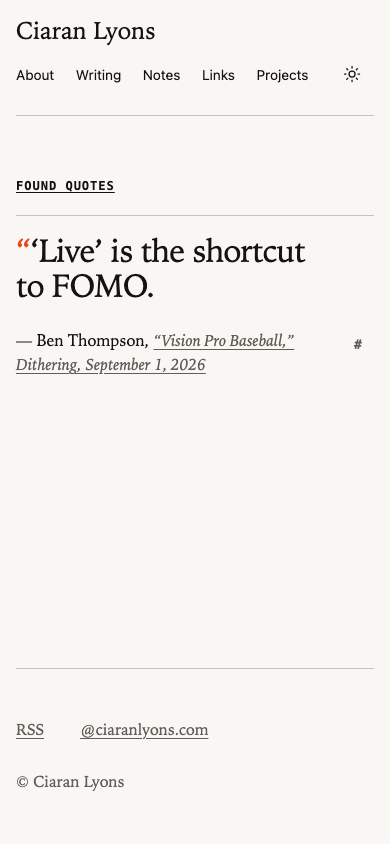 Ciaran Lyons
About Writing Notes Links Projects
FOUND QUOTES
“‘Live’ is the shortcut
to FOMO.
— Ben Thompson, “Vision Pro Baseball,”
Dithering, September 1, 2026
#
RSS @ciaranlyons.com
© Ciaran Lyons